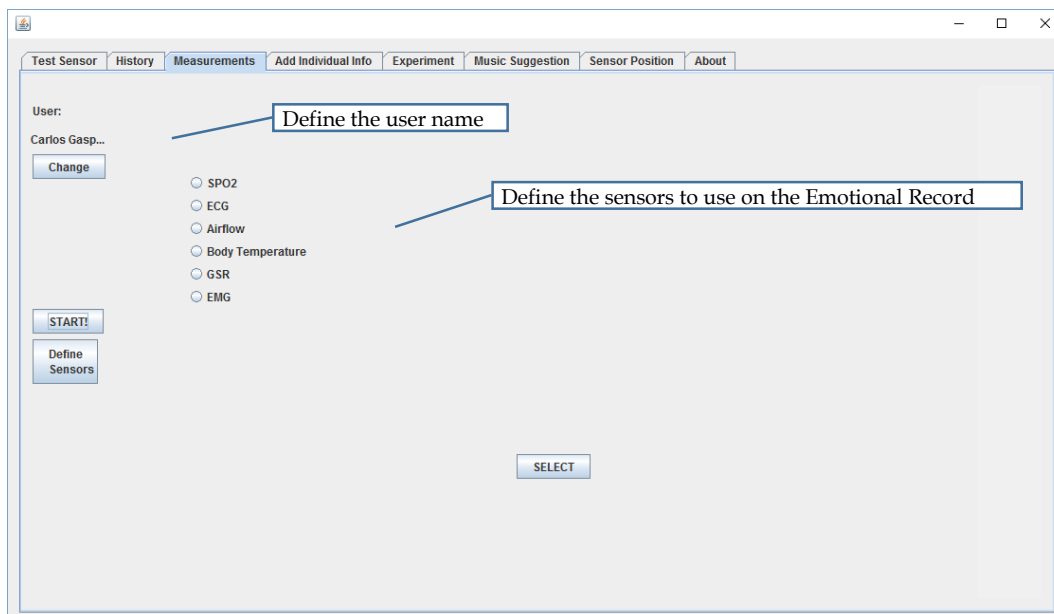 Test Sensor History Measurements Add Individual Info Experiment Music Suggestion Sensor Position About
User:
Define the user name
Carlos Gasp...
Change
SPO2
Define the sensors to use on the Emotional Record
ECG
Airflow
Body Temperature
GSR
EMG
START!
Define
Sensors
SELECT